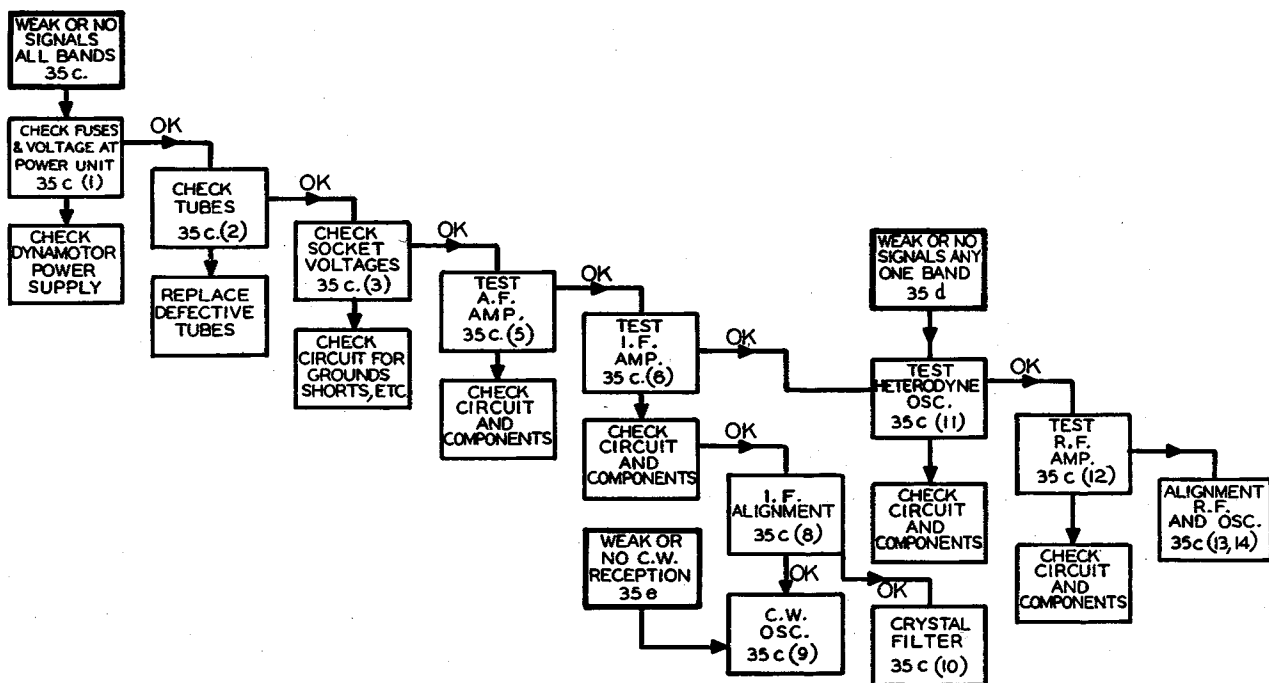 WEAK OR NO
SIGNALS
ALL BANDS
35 c.
CHECK FUSES
& VOLTAGE AT
POWER UNIT
35 c (1)
OK
CHECK
DYNAMOTOR
POWER
SUPPLY
CHECK
TUBES
35 c. (2)
OK
REPLACE
DEFECTIVE
TUBES
CHECK
SOCKET
VOLTAGES
35 c. (3)
OK
CHECK
CIRCUIT FOR
GROUNDS
SHORTS, ETC.
TEST
A.F.
AMP.
35 c. (5)
OK
CHECK
CIRCUIT
AND
COMPONENTS
TEST
I.F.
AMP.
35 c. (6)
OK
CHECK
CIRCUIT
AND
COMPONENTS
OK
I.F.
ALIGNMENT
35 c (8)
OK
OK
WEAK OR
NO C.W.
RECEPTION
35 e
C.W.
OSC.
35 c (9)
CRYSTAL
FILTER
35 c (10)
WEAK OR NO
SIGNALS ANY
ONE BAND
35 d
TEST
HETERODYNE
OSC.
35 c (11)
OK
CHECK
CIRCUIT
AND
COMPONENTS
TEST
R.F.
AMP.
35 c (12)
CHECK
CIRCUIT
AND
COMPONENTS
ALIGNMENT
R.F.
AND OSC.
35c (13, 14)